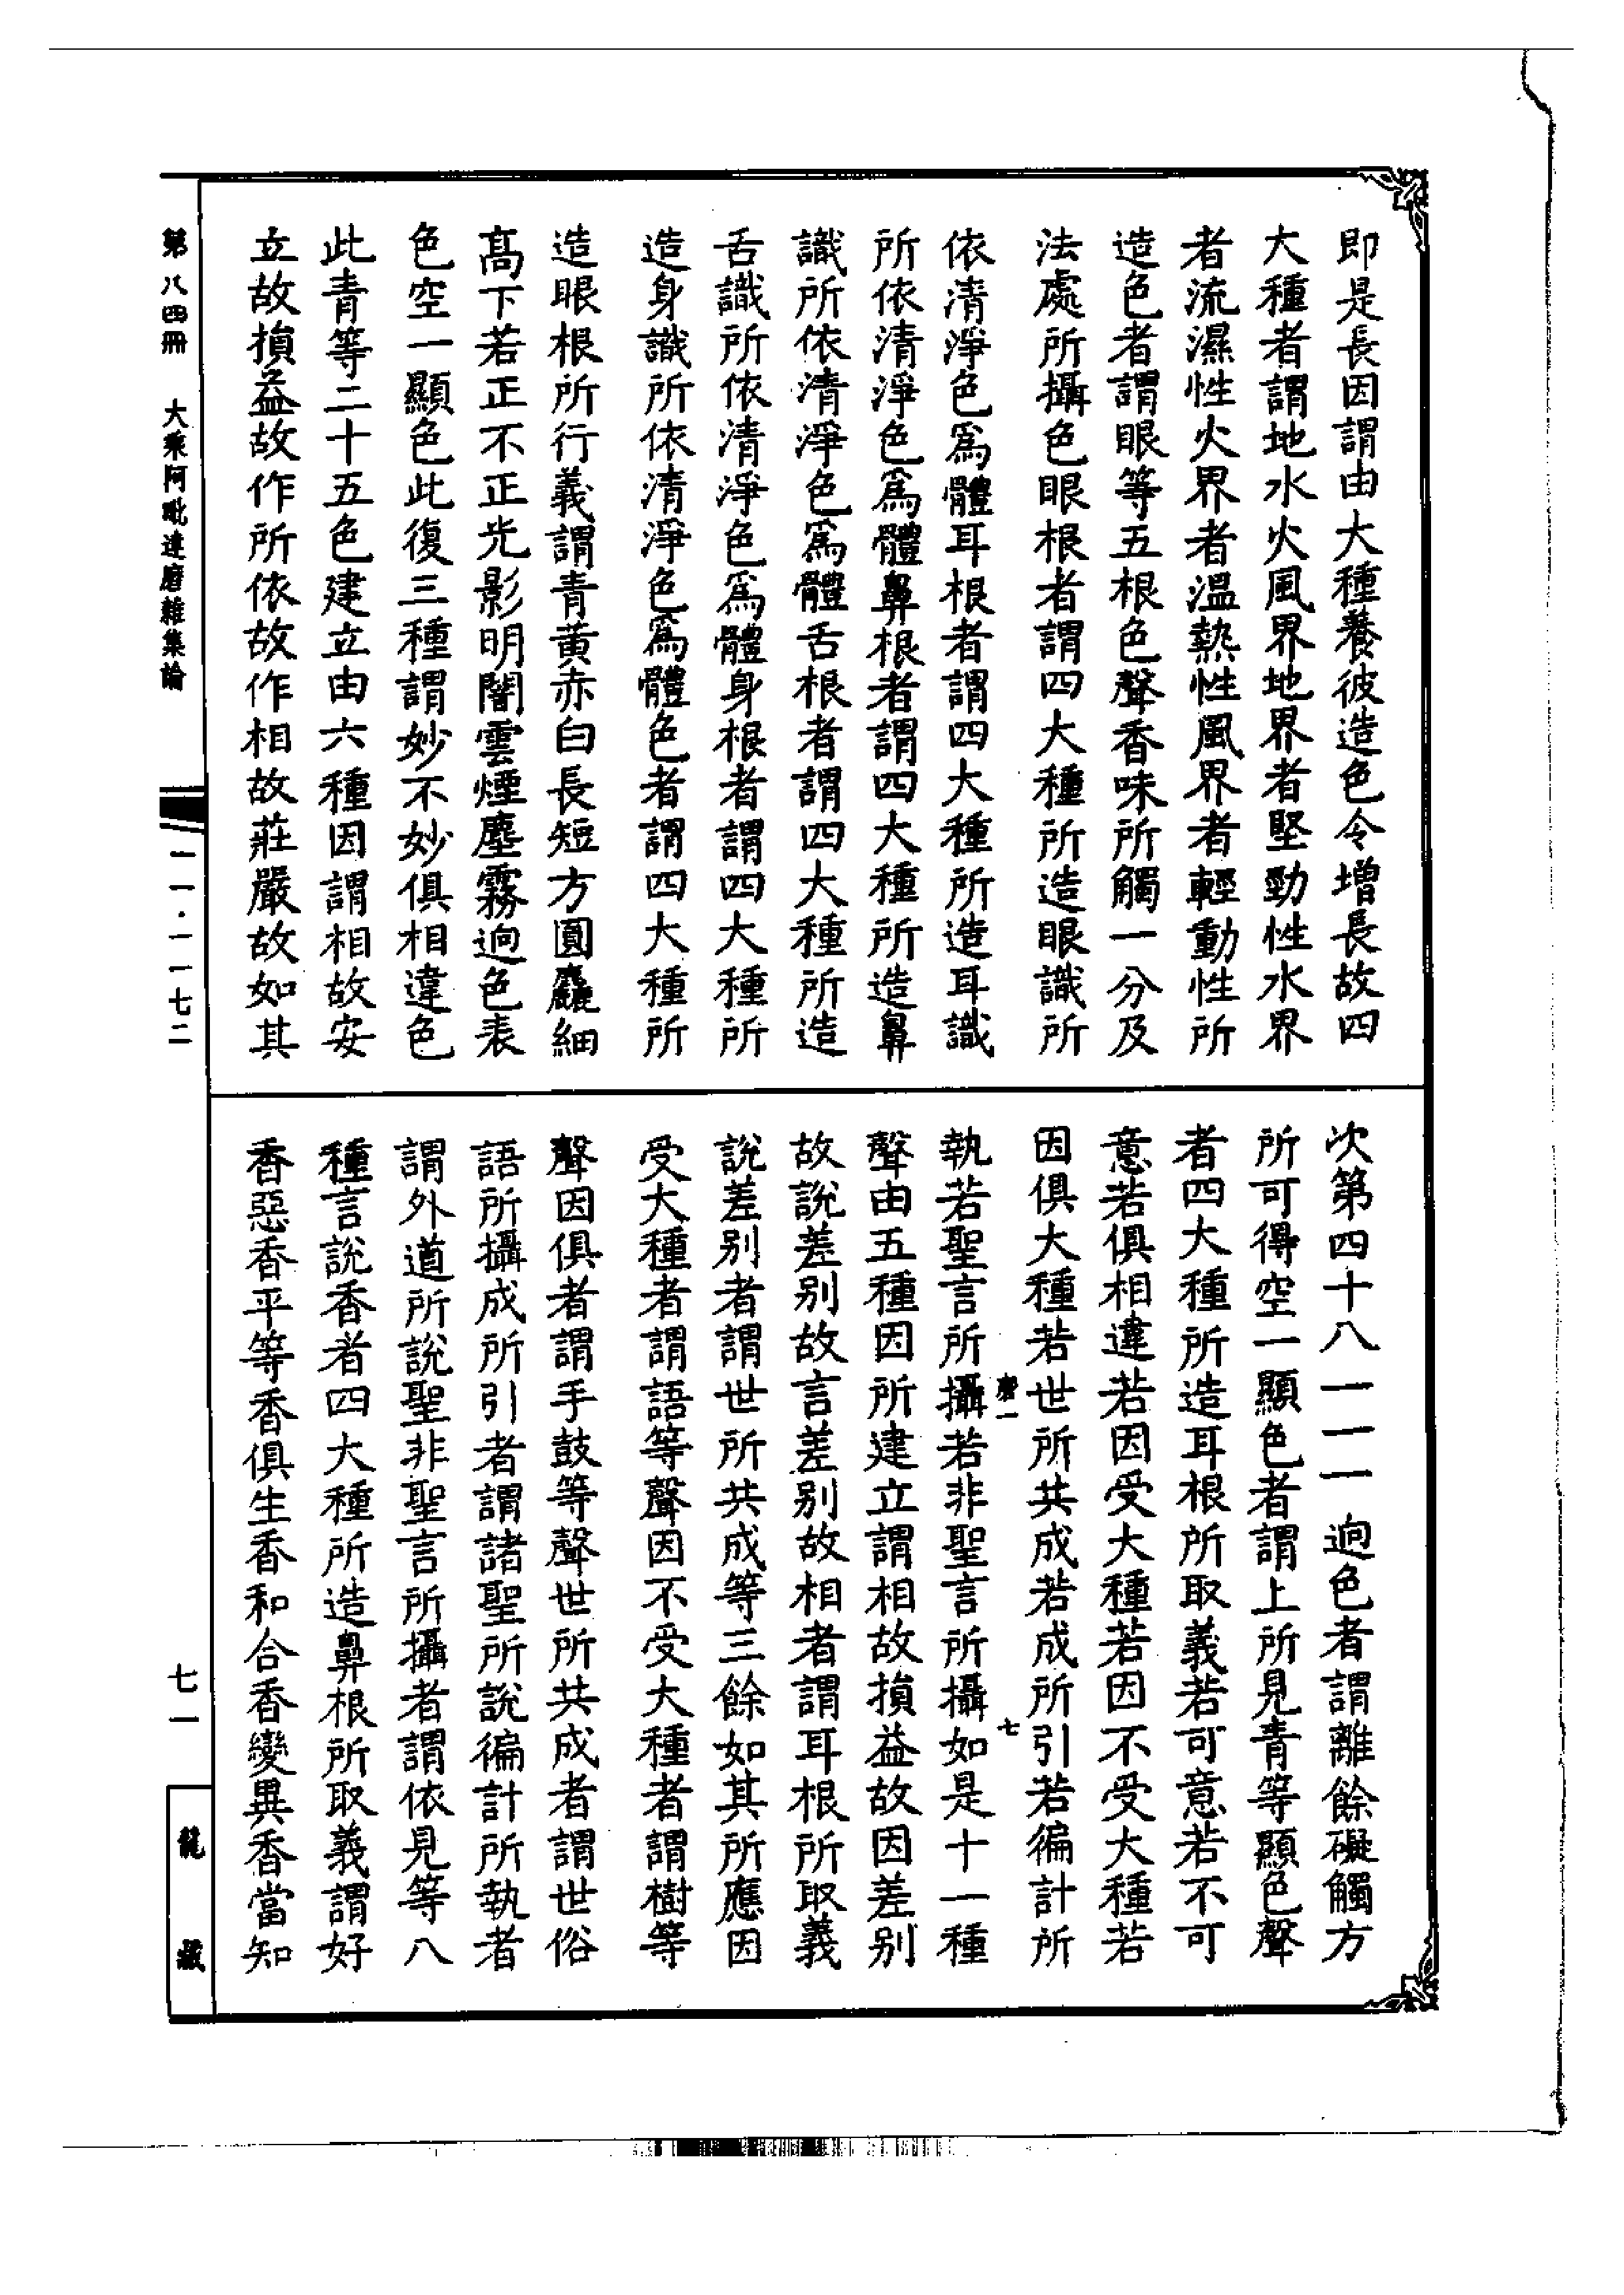 即是長因謂由大種養彼造色令增長故四
大種者謂地水火風界地界者堅勁性水界
者流濕性火界者溫熱性風界者輕動性所
造色者謂眼等五根色聲香味所觸一分及
法處所攝色眼根者謂四大種所造眼識所
依清淨色爲體耳根者謂四大種所造耳識
所依清淨色爲體鼻根者謂四大種所造鼻
識所依清淨色爲體舌根者謂四大種所造
舌識所依清淨色爲體身根者謂四大種所
造身識所依清淨色爲體色者謂四大種所
造眼根所行義謂青黃赤白長短方圓麤細
高下若正不正光影明闇雲煙塵霧逈色表
色空一顯色此復三種謂妙不妙俱相違色
此青等二十五色建立由六種因謂相故安
立故損益故作所依故作相故莊嚴故如其
次第四十八一一一逈色者謂離餘礙觸方
所可得空一顯色者謂上所見青等顯色聲
者四大種所造耳根所取義若可意若不可
意若俱相違若因受大種若因不受大種若
因俱大種若世所共成若成所引若徧計所
磨一 七
執若聖言所攝若非聖言所攝如是十一種
聲由五種因所建立謂相故損益故因差别
故說差别故言差别故相者謂耳根所取義
說差别者謂世所共成等三餘如其所應因
受大種者謂語等聲因不受大種者謂樹等
聲因俱者謂手鼓等聲世所共成者謂世俗
語所攝成所引者謂諸聖所說徧計所執者
謂外道所說聖非聖言所攝者謂依見等八
種言說香者四大種所造鼻根所取義謂好
香惡香平等香俱生香和合香變異香當知
第八四冊 大乘阿毗達磨雜集論
一一一·一一七二
七一
龍藏